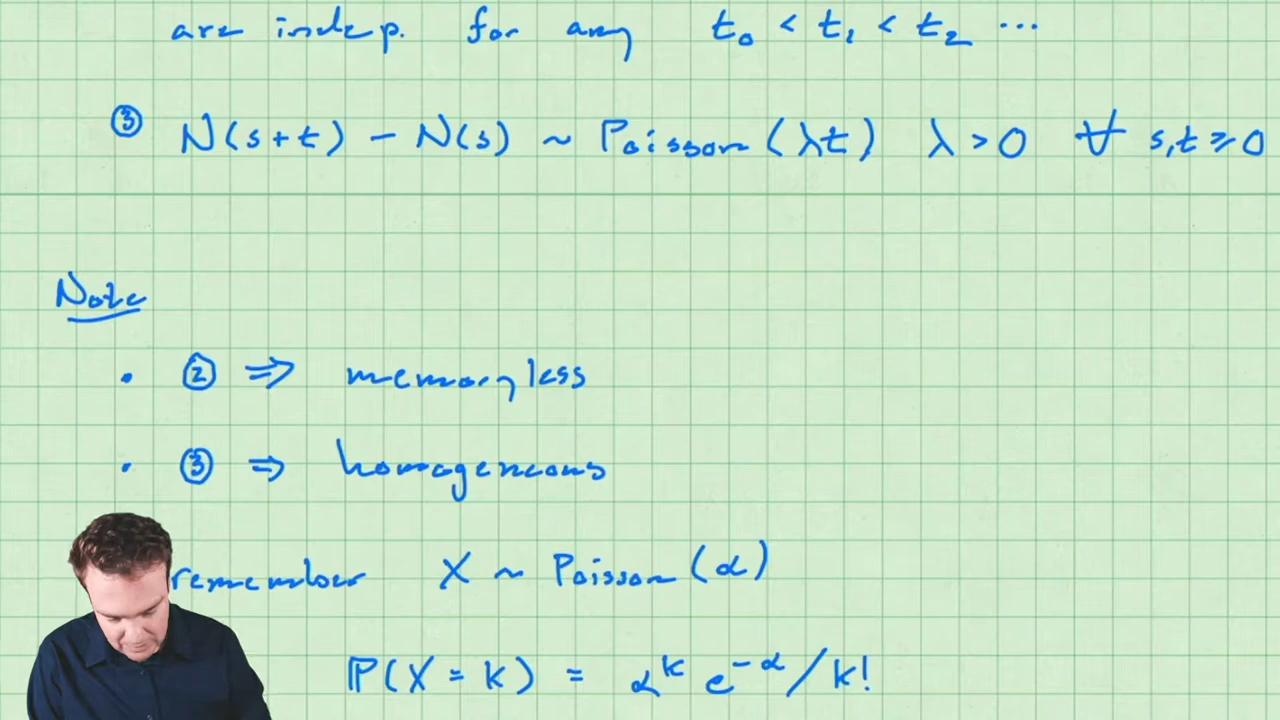 are indep. for any t₀ < t₁ < t₂ ...
③ N(s+t) - N(s) ~ Poisson (λt) λ > 0 ∀ s,t ≥ 0
Note
• ② ⇒ memoryless
• ③ ⇒ homogeneous
remember X ~ Poisson (α)
ℙ(X = k) = α^k e^{-α} / k!